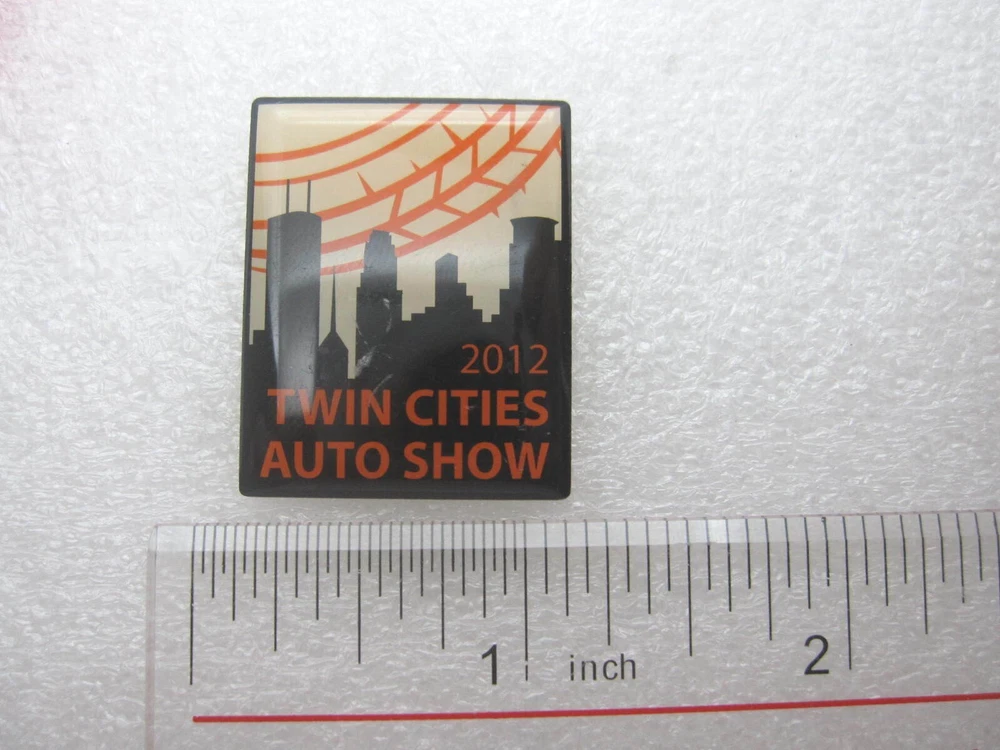 2012
TWIN CITIES
AUTO SHOW
1 inch 2